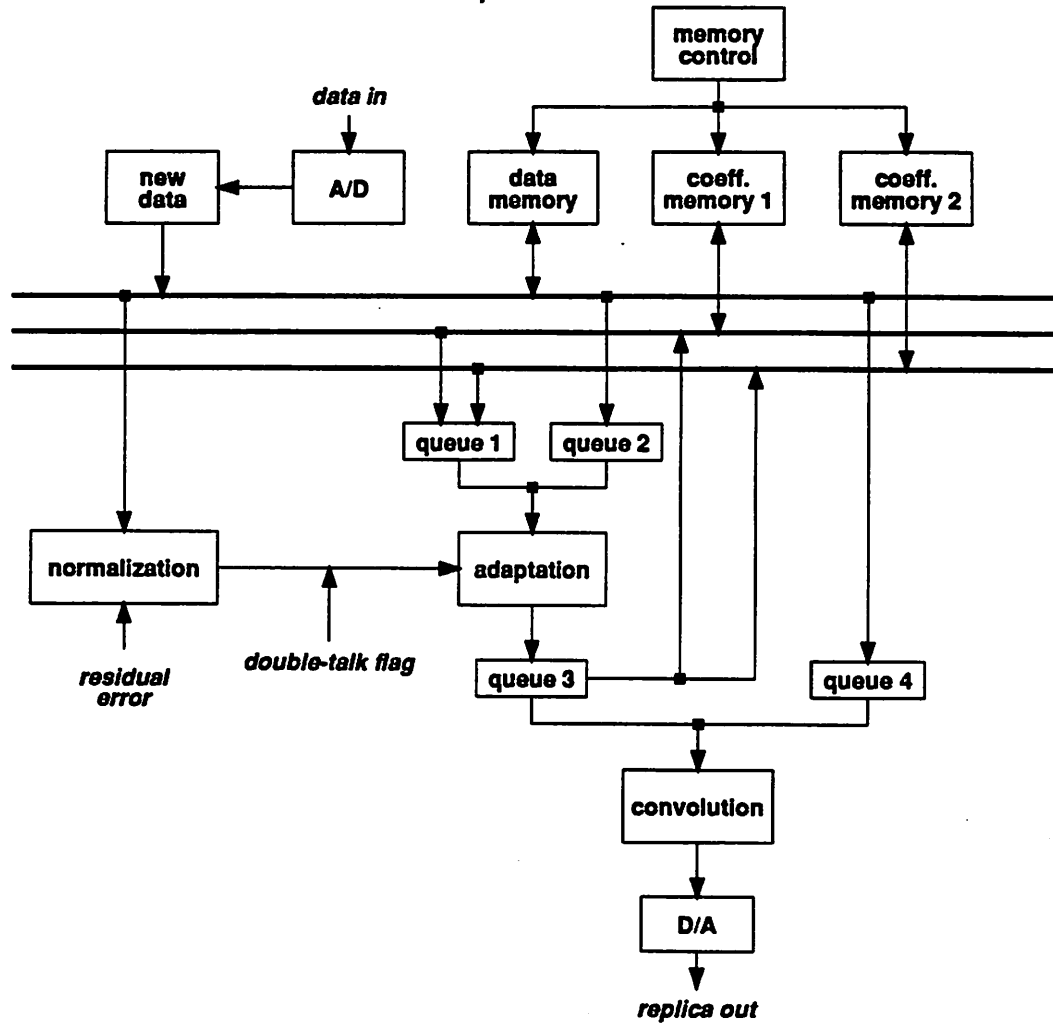 memory
control
data in
new
data
A/D
data
memory
coeff.
memory 1
coeff.
memory 2
queue 1
queue 2
normalization
adaptation
residual
error
double-talk flag
queue 3
queue 4
convolution
D/A
replica out